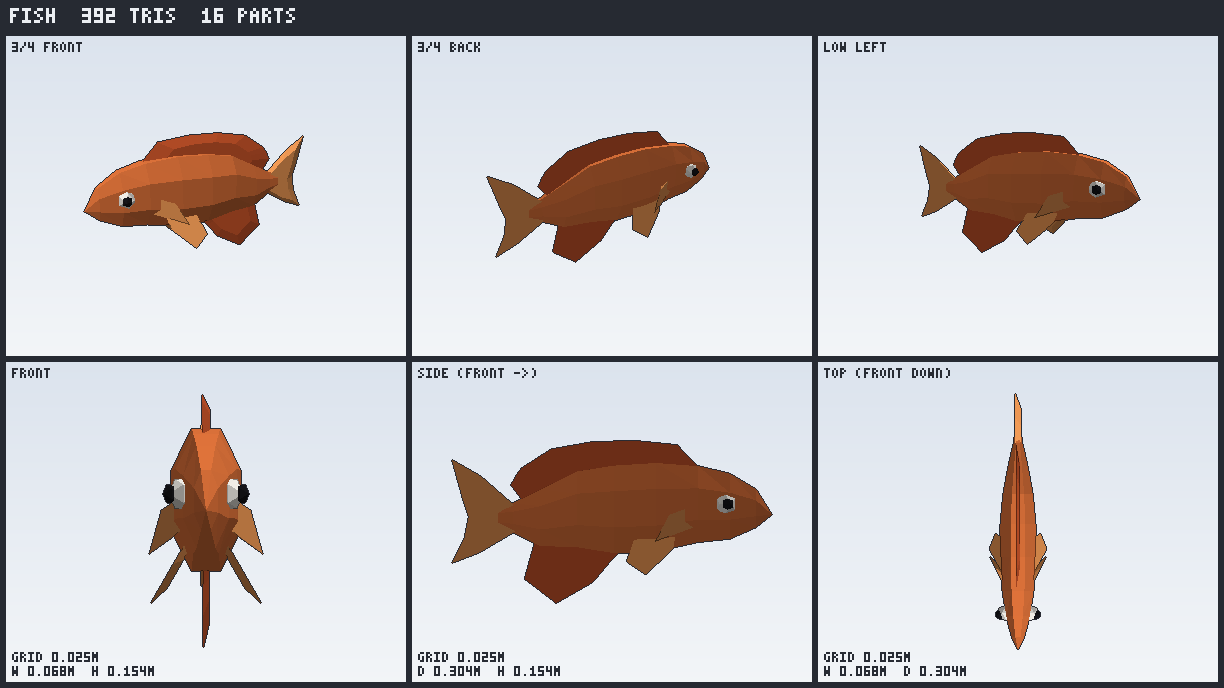 FISH  392 TRIS  16 PARTS
3/4 FRONT
3/4 BACK
LOW LEFT
FRONT
GRID 0.025M
W 0.068M  H 0.154M
SIDE (FRONT ->)
GRID 0.025M
D 0.304M  H 0.154M
TOP (FRONT DOWN)
GRID 0.025M
W 0.068M  D 0.304M